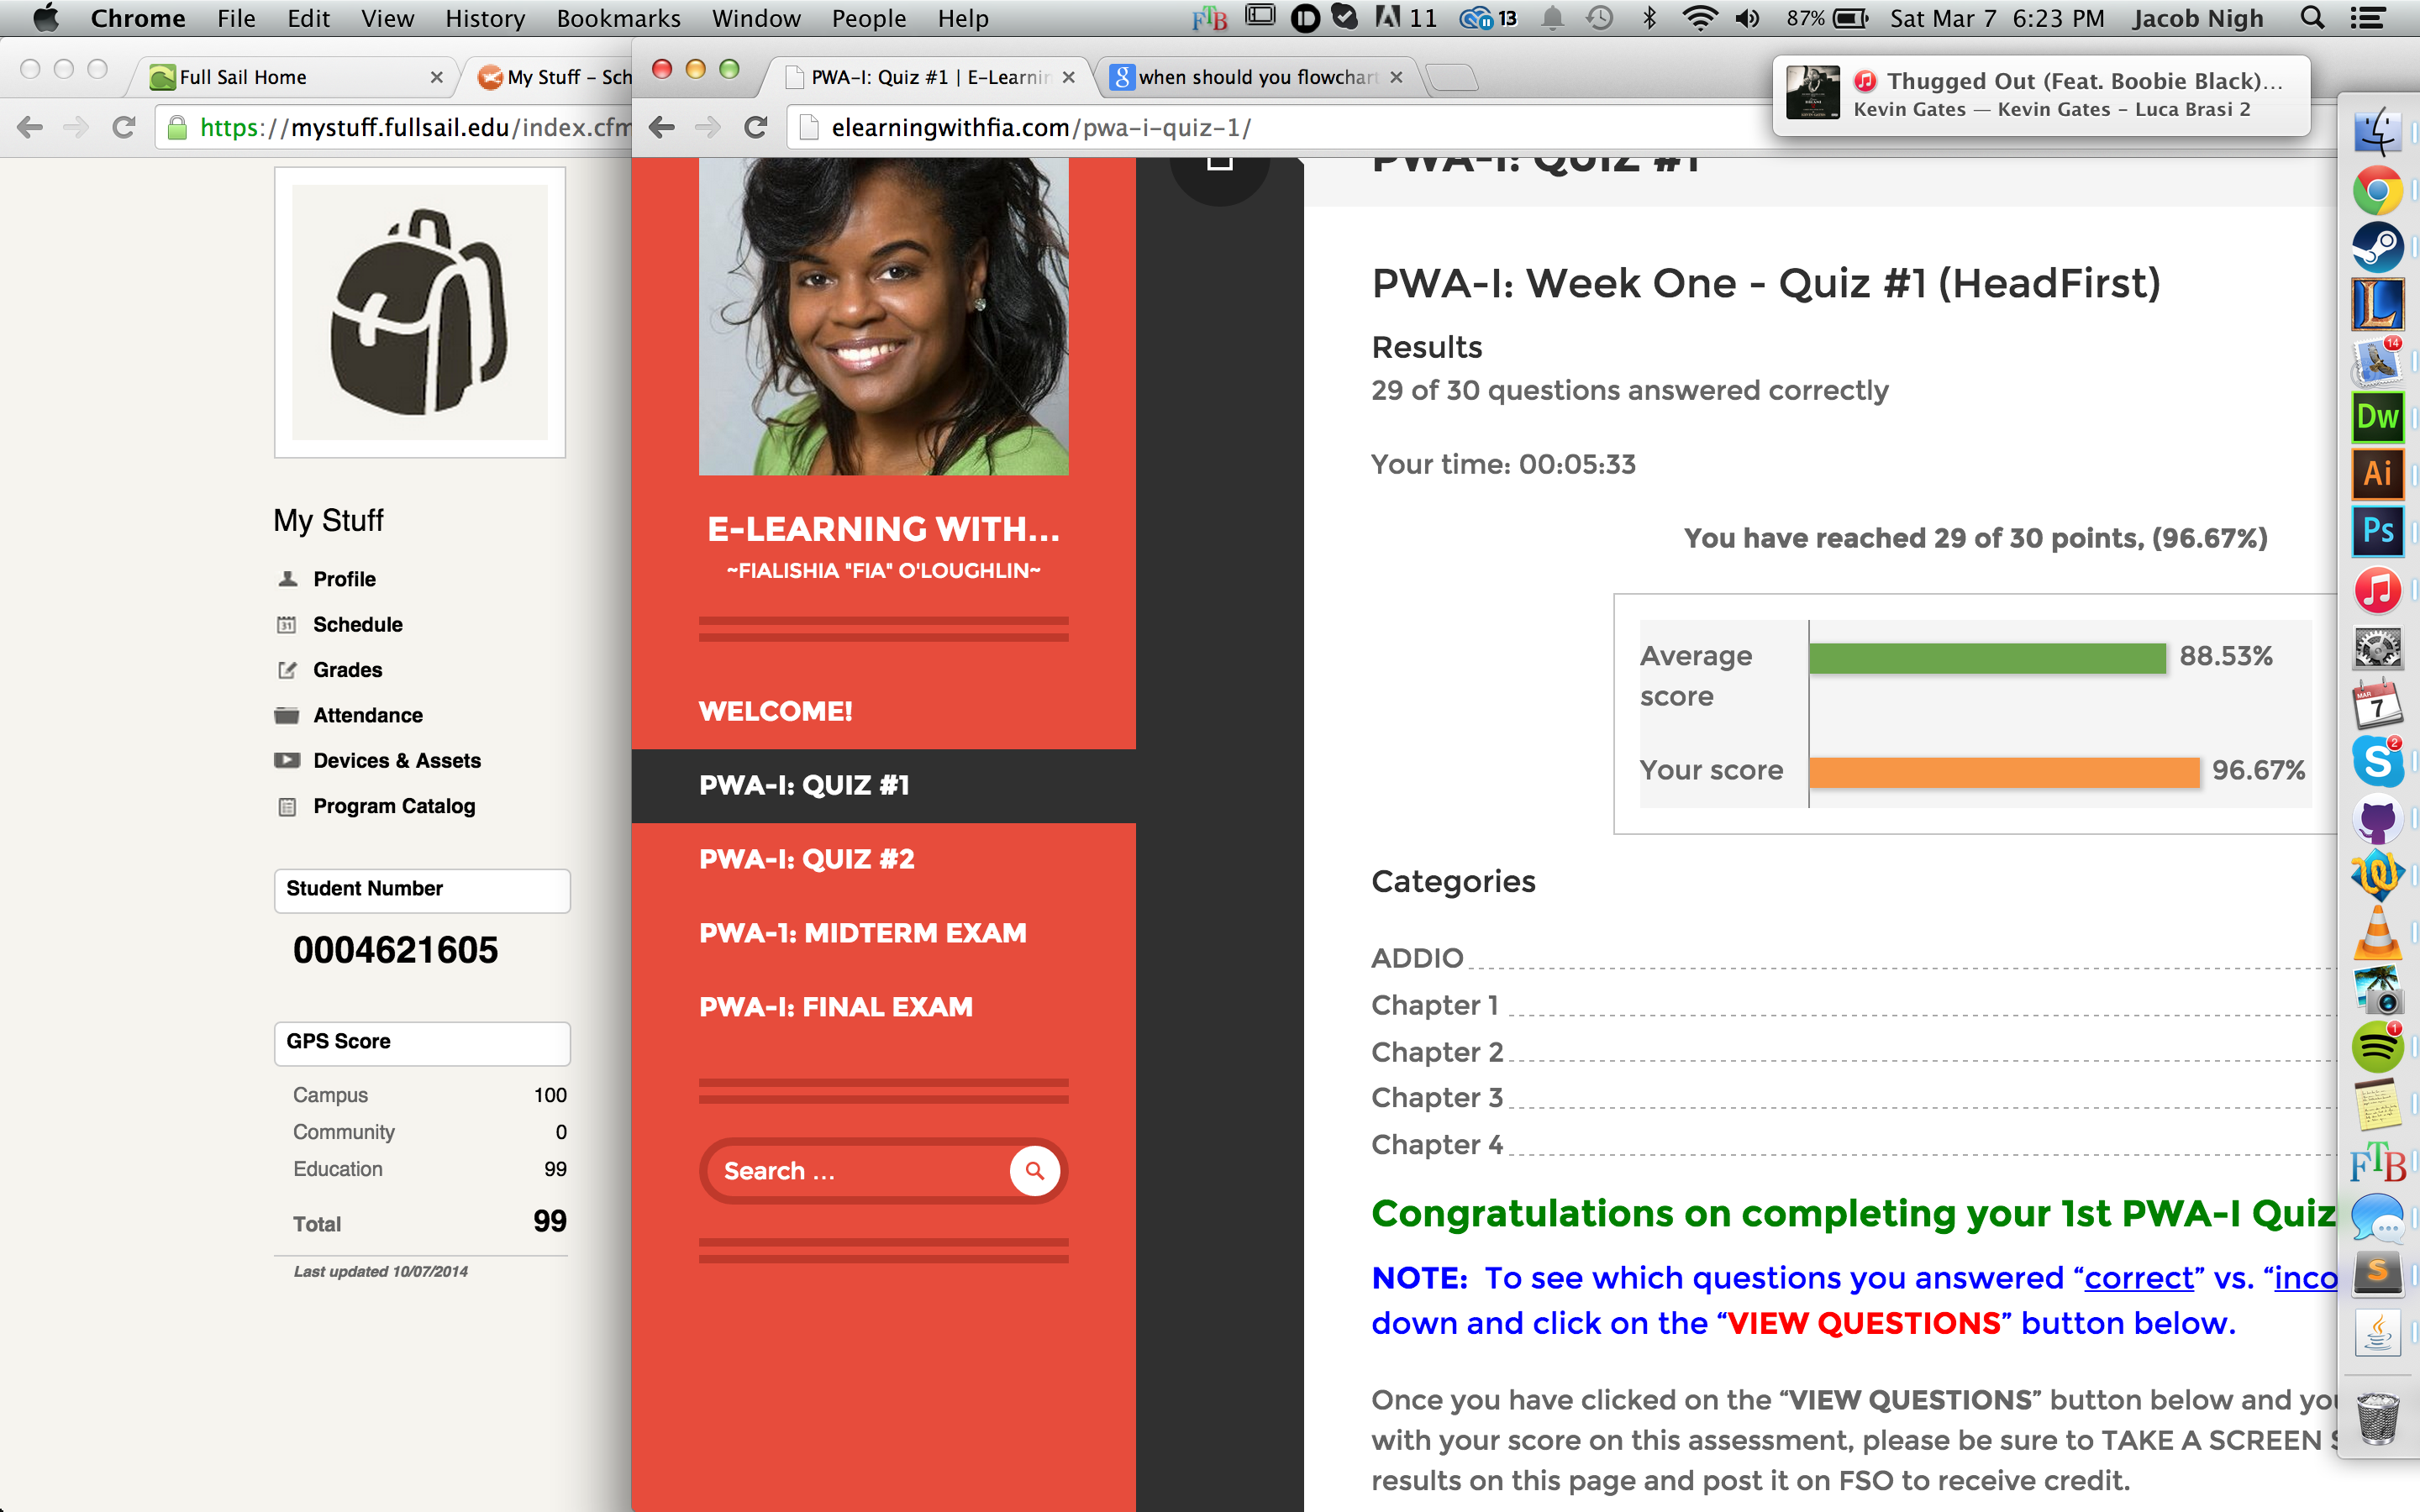 Chrome File Edit View History Bookmarks Window People Help
FTB 11 13 87% Sat Mar 7 6:23 PM Jacob Nigh
Full Sail Home
My Stuff – Sch
https://mystuff.fullsail.edu/index.cfm
PWA-I: Quiz #1 | E-Learnin
when should you flowchar
elearningwithfia.com/pwa-i-quiz-1/
Thugged Out (Feat. Boobie Black)...
Kevin Gates — Kevin Gates – Luca Brasi 2
My Stuff
Profile
31
Schedule
Grades
Attendance
Devices & Assets
Program Catalog
Student Number
0004621605
GPS Score
Campus 100
Community 0
Education 99
Total 99
Last updated 10/07/2014
E-LEARNING WITH...
~FIALISHIA "FIA" O'LOUGHLIN~
WELCOME!
PWA-I: QUIZ #1
PWA-I: QUIZ #2
PWA-1: MIDTERM EXAM
PWA-I: FINAL EXAM
Search ...
PWA-I: QUIZ #1
PWA-I: Week One - Quiz #1 (HeadFirst)
Results
29 of 30 questions answered correctly
Your time: 00:05:33
You have reached 29 of 30 points, (96.67%)
Average
score
88.53%
Your score 96.67%
Categories
ADDIO
Chapter 1
Chapter 2
Chapter 3
Chapter 4
Congratulations on completing your 1st PWA-I Quiz
NOTE: To see which questions you answered “correct” vs. “inco
down and click on the “VIEW QUESTIONS” button below.
Once you have clicked on the “VIEW QUESTIONS” button below and you
with your score on this assessment, please be sure to TAKE A SCREEN S
results on this page and post it on FSO to receive credit.
L
14
Dw
Ai
Ps
MAR
7
S
2
1
FTB
S